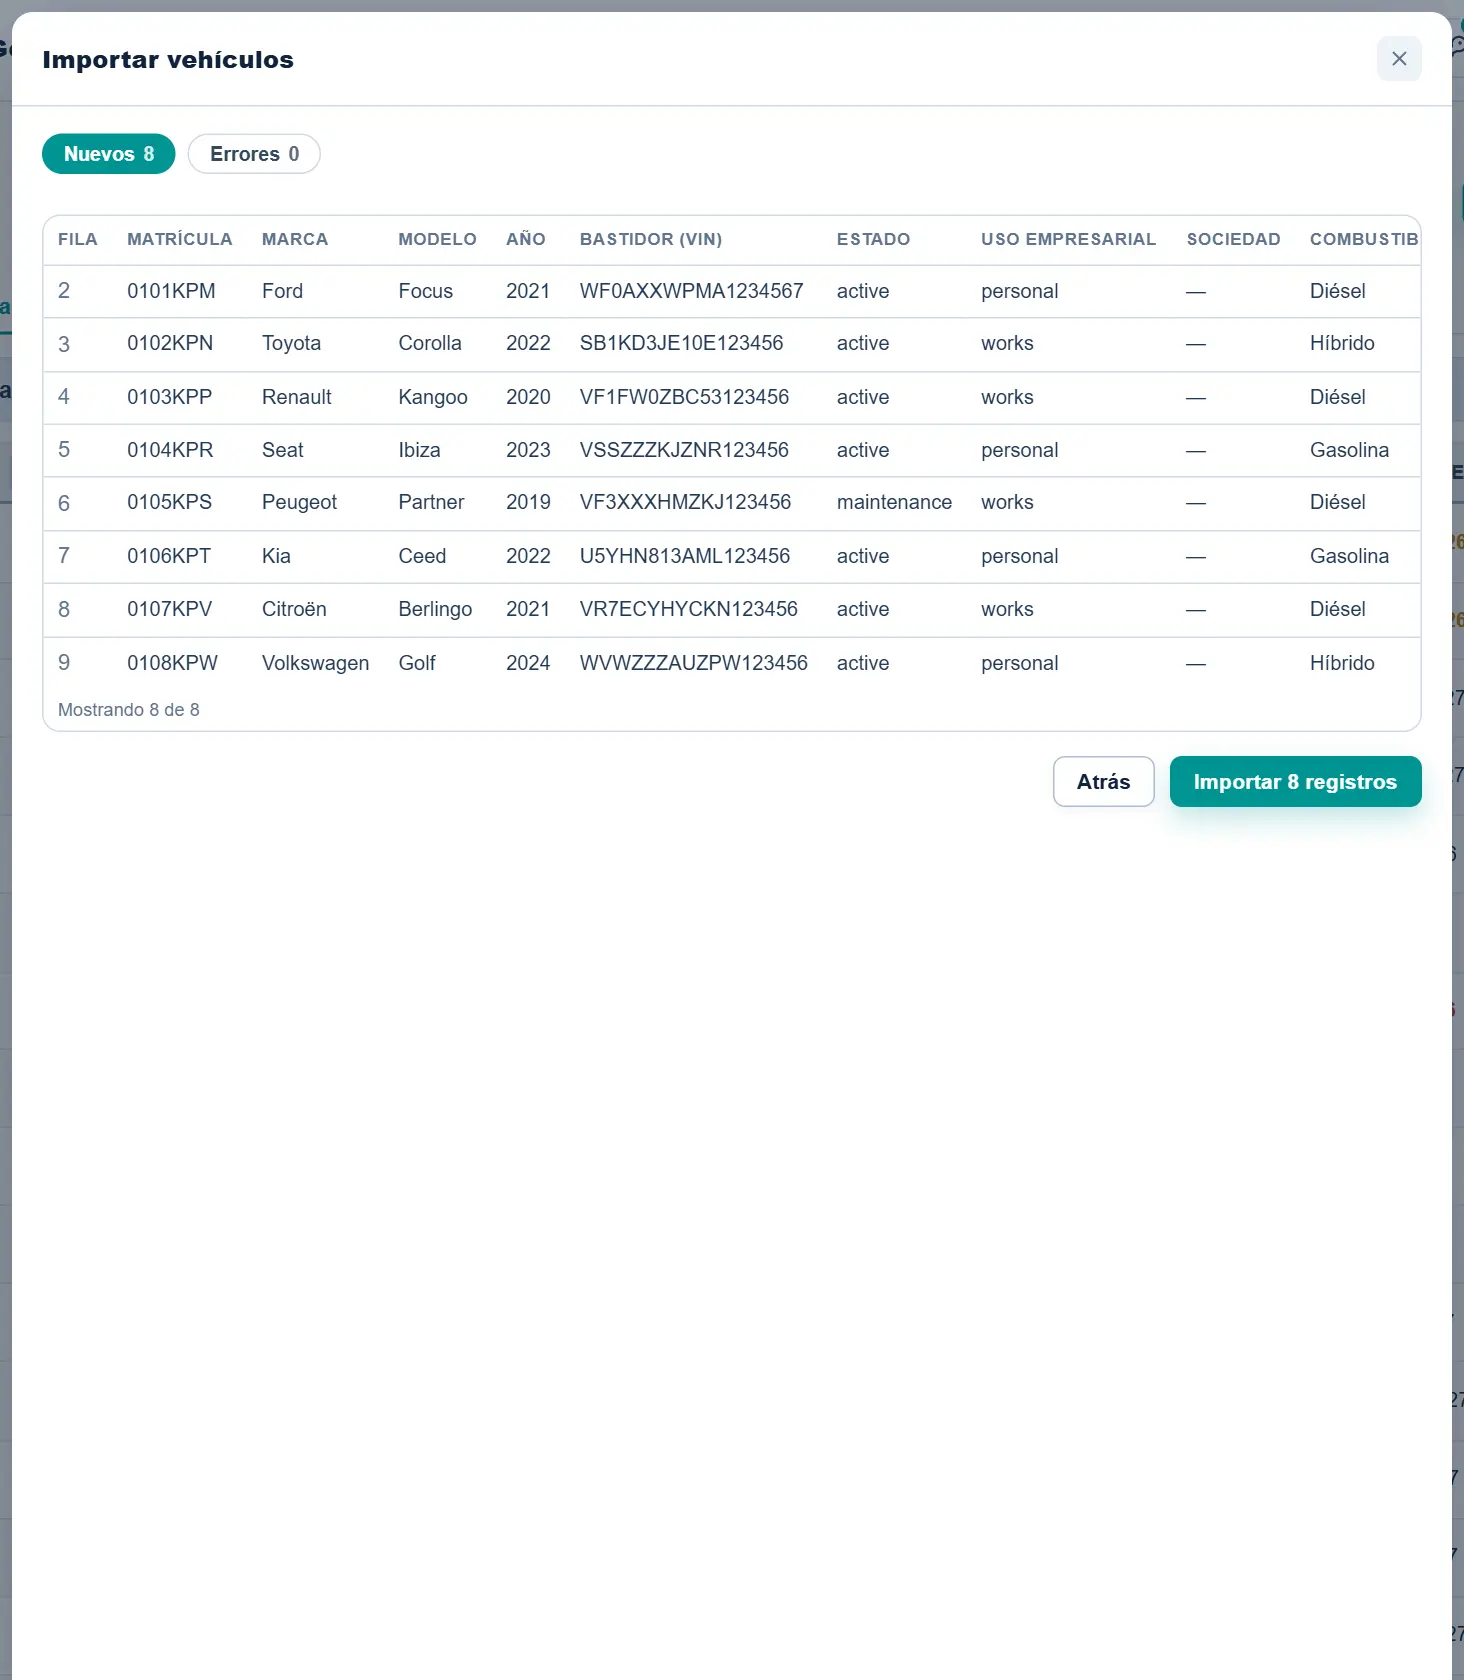 Importar vehículos
Nuevos 8 Errores 0
FILA MATRÍCULA MARCA MODELO AÑO BASTIDOR (VIN) ESTADO USO EMPRESARIAL SOCIEDAD COMBUSTIB
2 0101KPM Ford Focus 2021 WF0AXXWPMA1234567 active personal — Diésel
3 0102KPN Toyota Corolla 2022 SB1KD3JE10E123456 active works — Híbrido
4 0103KPP Renault Kangoo 2020 VF1FW0ZBC53123456 active works — Diésel
5 0104KPR Seat Ibiza 2023 VSSZZZKJZNR123456 active personal — Gasolina
6 0105KPS Peugeot Partner 2019 VF3XXXHMZKJ123456 maintenance works — Diésel
7 0106KPT Kia Ceed 2022 U5YHN813AML123456 active personal — Gasolina
8 0107KPV Citroën Berlingo 2021 VR7ECYHYCKN123456 active works — Diésel
9 0108KPW Volkswagen Golf 2024 WVWZZZAUZPW123456 active personal — Híbrido
Mostrando 8 de 8
Atrás Importar 8 registros